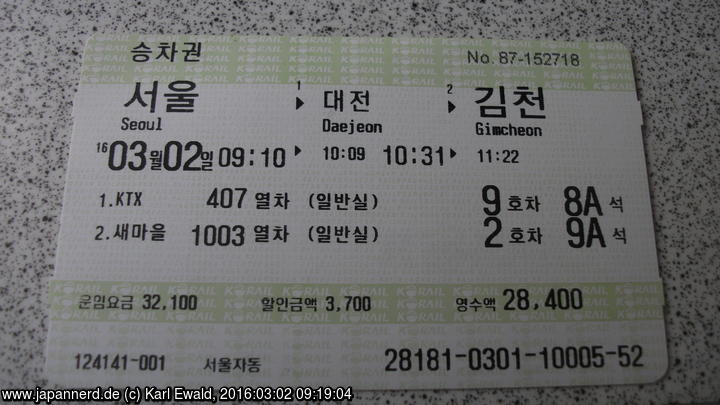 승차권 No. 87-152718
서울 1 ▶ 대전 2 ▶ 김천
Seoul Daejeon Gimcheon
16 03월02일 09:10 ▶ 10:09 10:31 ▶ 11:22
1.KTX 407 열차 (일반실) 9 호차 8A 석
2.새마을 1003 열차 (일반실) 2 호차 9A 석
운임요금 32,100 할인금액 3,700 영수액 28,400
124141-001 서울자동 28181-0301-10005-52
www.japannerd.de (c) Karl Ewald, 2016:03:02 09:19:04